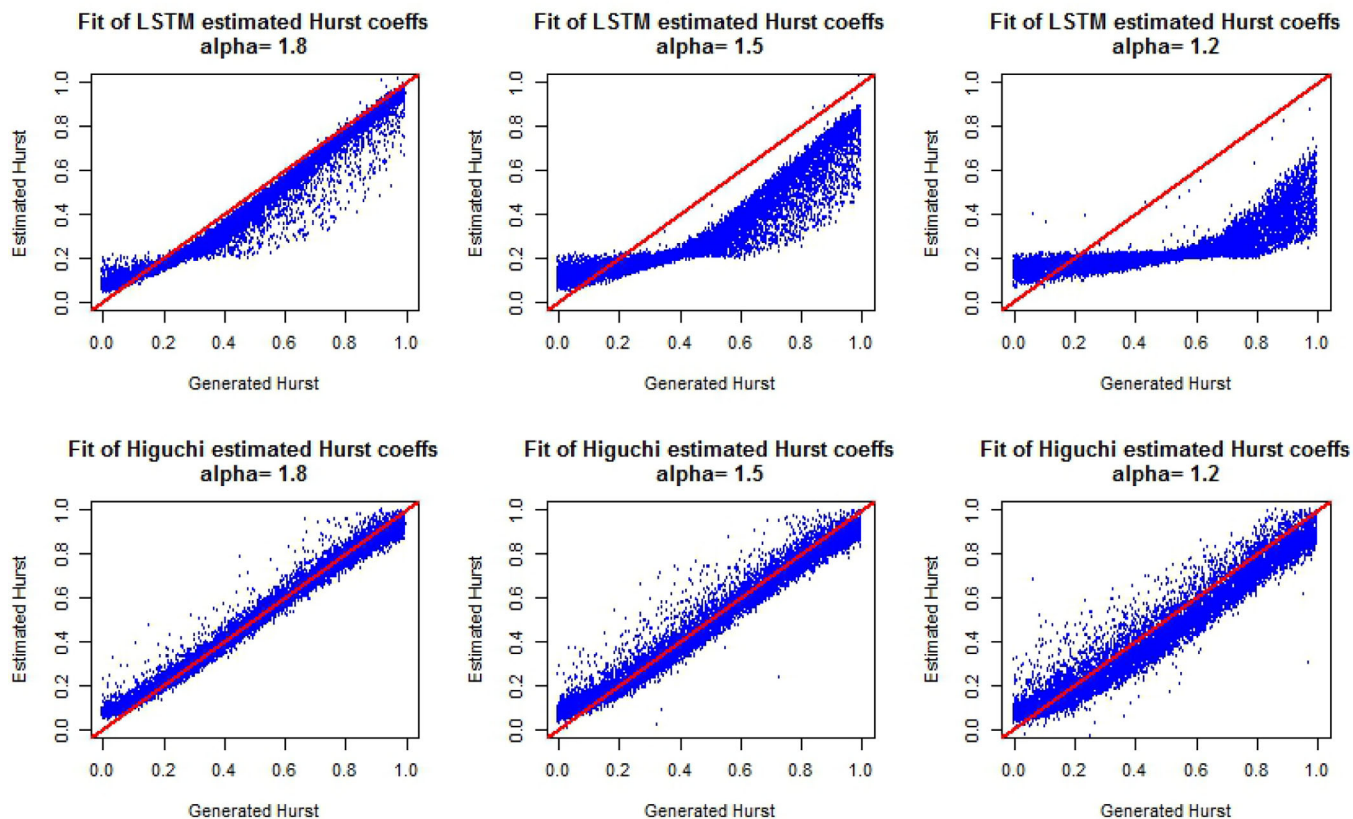 Fit of LSTM estimated Hurst coeffs
alpha= 1.8
Estimated Hurst
1.0
0.8
0.6
0.4
0.2
0.0
0.0 0.2 0.4 0.6 0.8 1.0
Generated Hurst
Fit of LSTM estimated Hurst coeffs
alpha= 1.5
Estimated Hurst
1.0
0.8
0.6
0.4
0.2
0.0
0.0 0.2 0.4 0.6 0.8 1.0
Generated Hurst
Fit of LSTM estimated Hurst coeffs
alpha= 1.2
Estimated Hurst
1.0
0.8
0.6
0.4
0.2
0.0
0.0 0.2 0.4 0.6 0.8 1.0
Generated Hurst
Fit of Higuchi estimated Hurst coeffs
alpha= 1.8
Estimated Hurst
1.0
0.8
0.6
0.4
0.2
0.0
0.0 0.2 0.4 0.6 0.8 1.0
Generated Hurst
Fit of Higuchi estimated Hurst coeffs
alpha= 1.5
Estimated Hurst
1.0
0.8
0.6
0.4
0.2
0.0
0.0 0.2 0.4 0.6 0.8 1.0
Generated Hurst
Fit of Higuchi estimated Hurst coeffs
alpha= 1.2
Estimated Hurst
1.0
0.8
0.6
0.4
0.2
0.0
0.0 0.2 0.4 0.6 0.8 1.0
Generated Hurst